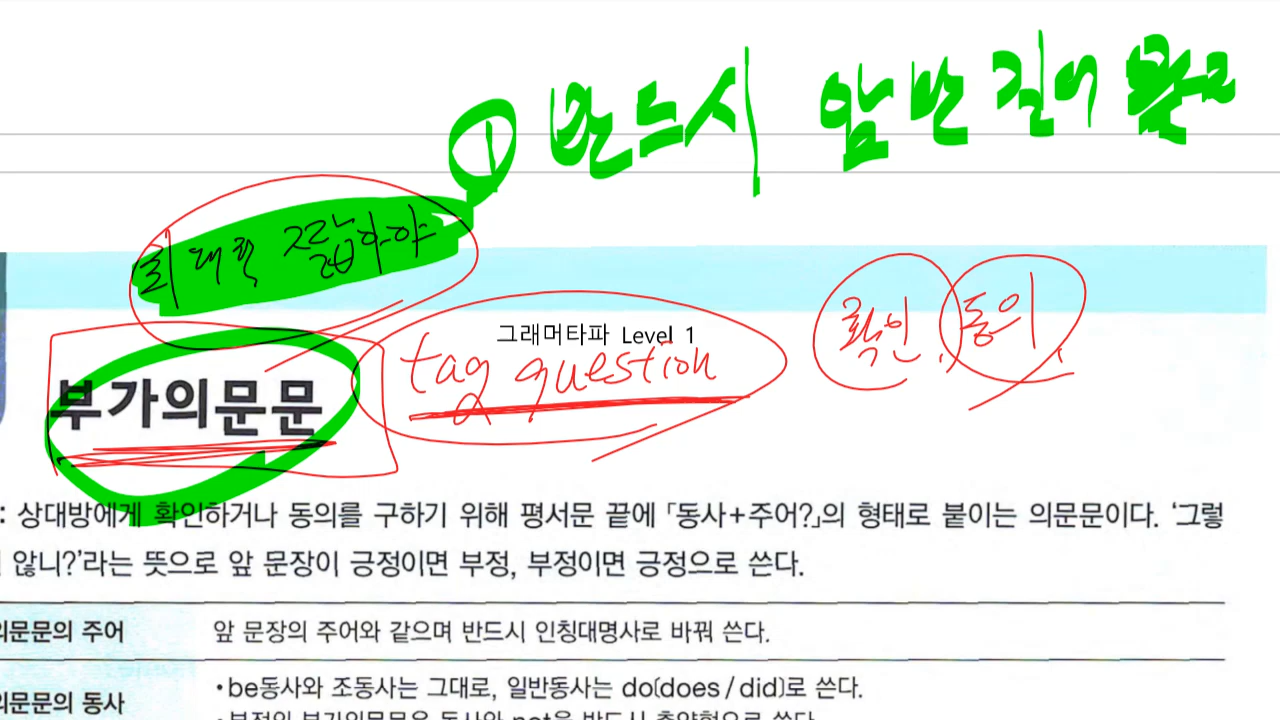 ① 반드시 앞 만
최대한 짧아야
확인, 동의
그래머타파 Level 1
tag question
부가의문문
: 상대방에게 확인하거나 동의를 구하기 위해 평서문 끝에 「동사+주어?」의 형태로 붙이는 의문문이다. '그렇
않니?'라는 뜻으로 앞 문장이 긍정이면 부정, 부정이면 긍정으로 쓴다.
의문문의 주어 앞 문장의 주어와 같으며 반드시 인칭대명사로 바꿔 쓴다.
의문문의 동사 •be동사와 조동사는 그대로, 일반동사는 do(does / did)로 쓴다.